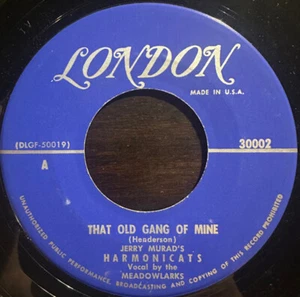 LONDON
MADE IN U.S.A.
(DLGF-50019)
30002
A
THAT OLD GANG OF MINE
(Headerson)
JERRY MURAD'S
HARMONICATS
Vocal by the
MEADOWLARKS
UNAUTHORIZED PUBLIC PERFORMANCE, BROADCASTING AND COPYING OF THIS RECORD PROHIBITED